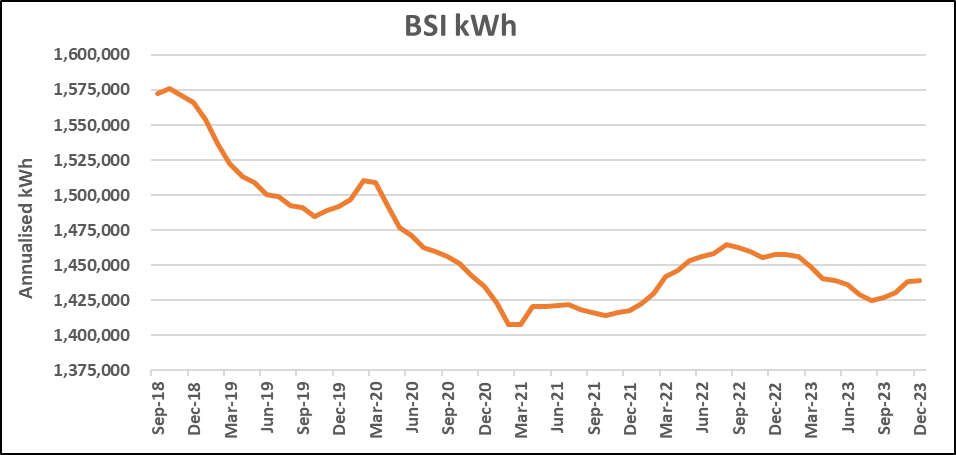 BSI kWh
Annualised kWh
1,600,000
1,575,000
1,550,000
1,525,000
1,500,000
1,475,000
1,450,000
1,425,000
1,400,000
1,375,000
Sep-18
Dec-18
Mar-19
Jun-19
Sep-19
Dec-19
Mar-20
Jun-20
Sep-20
Dec-20
Mar-21
Jun-21
Sep-21
Dec-21
Mar-22
Jun-22
Sep-22
Dec-22
Mar-23
Jun-23
Sep-23
Dec-23